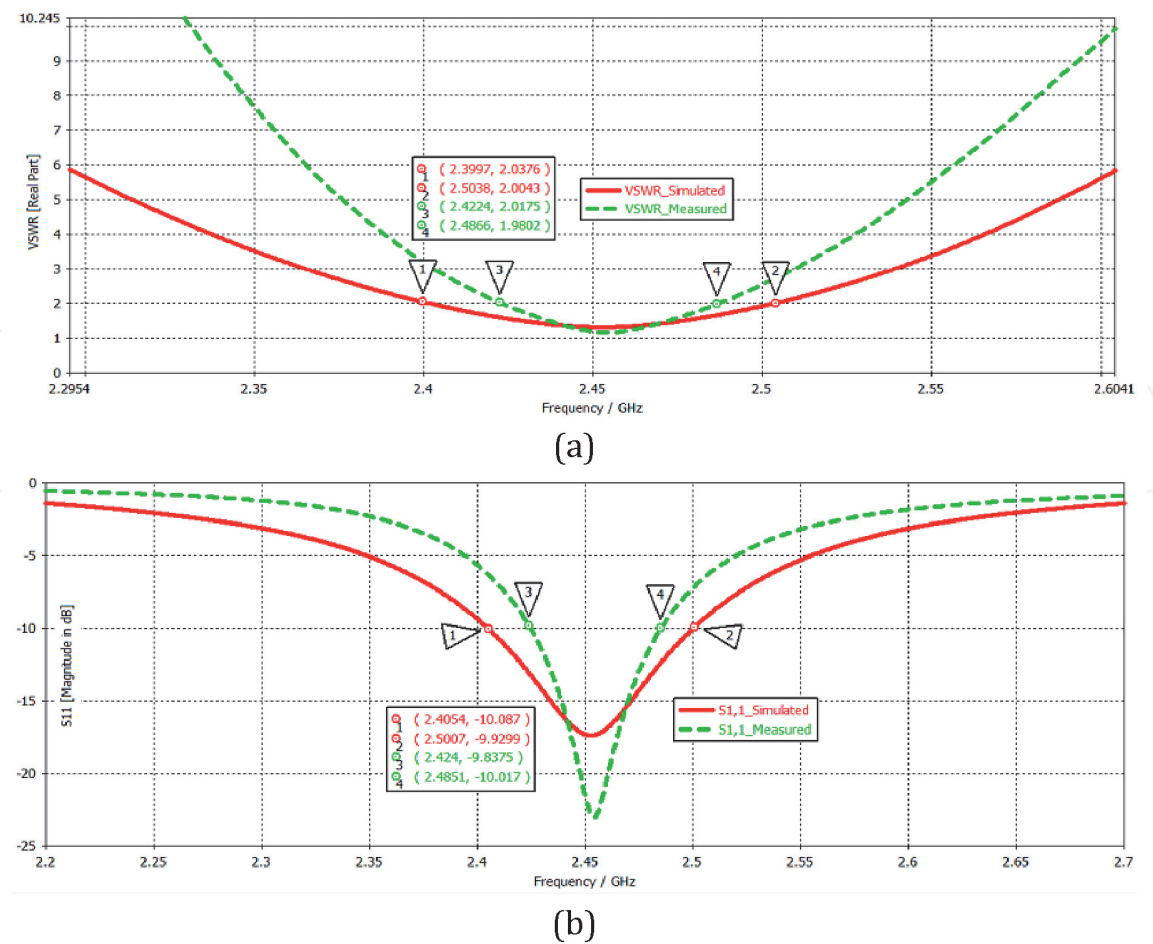 10.245
9
8
7
6
5
4
3
2
1
0
VSWR [Real Part]
1 ( 2.3997, 2.0376 )
2 ( 2.5038, 2.0043 )
3 ( 2.4224, 2.0175 )
4 ( 2.4866, 1.9802 )
VSWR_Simulated
VSWR_Measured
1
3
4
2
2.2954
2.35
2.4
2.45
2.5
2.55
2.6041
Frequency / GHz
(a)
0
-5
-10
-15
-20
-25
S11 [Magnitude in dB]
3
4
1
2
S1,1_Simulated
S1,1_Measured
1 ( 2.4054, -10.087 )
2 ( 2.5007, -9.9299 )
3 ( 2.424, -9.8375 )
4 ( 2.4851, -10.017 )
2.2
2.25
2.3
2.35
2.4
2.45
2.5
2.55
2.6
2.65
2.7
Frequency / GHz
(b)